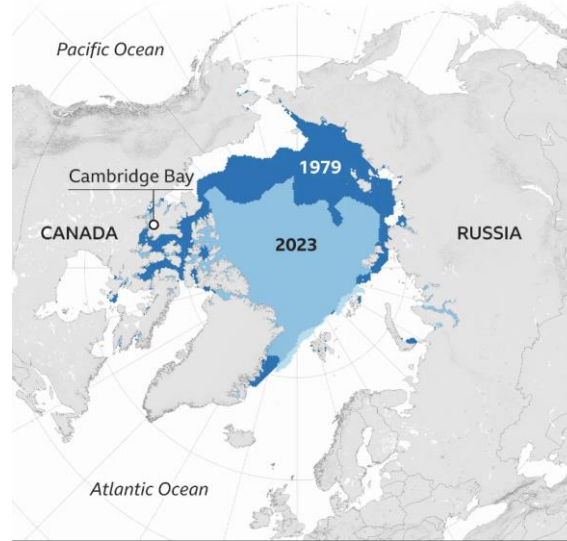 Pacific Ocean
1979
Cambridge Bay
CANADA
2023
RUSSIA
Atlantic Ocean